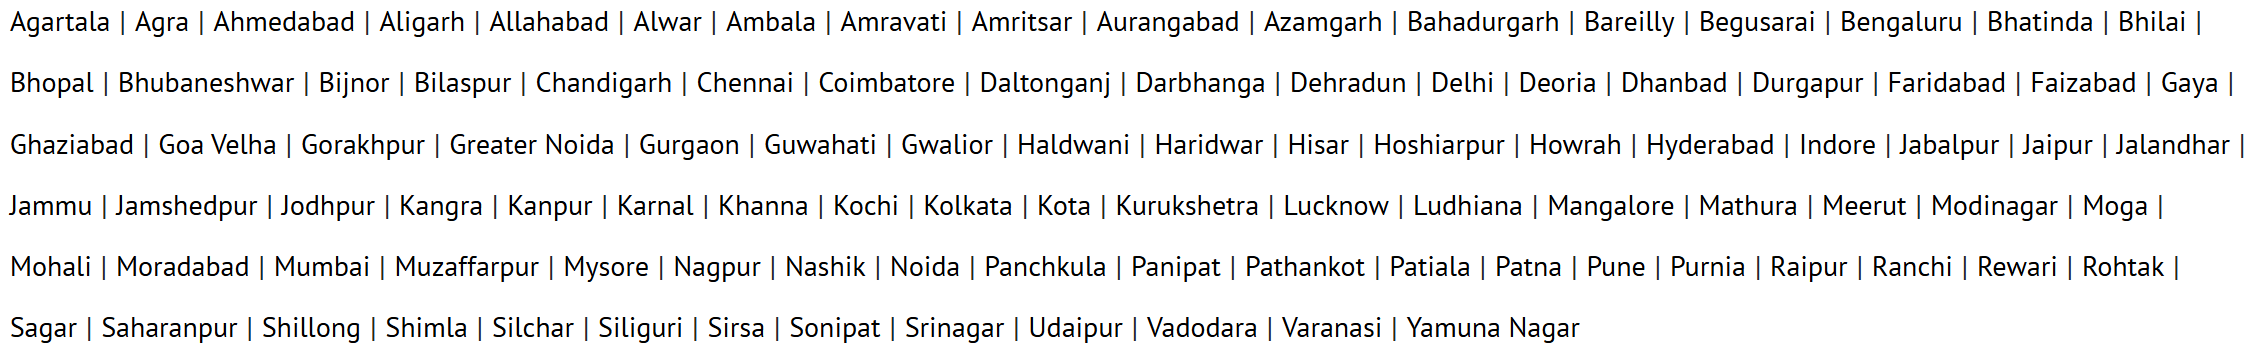 Agartala | Agra | Ahmedabad | Aligarh | Allahabad | Alwar | Ambala | Amravati | Amritsar | Aurangabad | Azamgarh | Bahadurgarh | Bareilly | Begusarai | Bengaluru | Bhatinda | Bhilai |
Bhopal | Bhubaneshwar | Bijnor | Bilaspur | Chandigarh | Chennai | Coimbatore | Daltonganj | Darbhanga | Dehradun | Delhi | Deoria | Dhanbad | Durgapur | Faridabad | Faizabad | Gaya |
Ghaziabad | Goa Velha | Gorakhpur | Greater Noida | Gurgaon | Guwahati | Gwalior | Haldwani | Haridwar | Hisar | Hoshiarpur | Howrah | Hyderabad | Indore | Jabalpur | Jaipur | Jalandhar |
Jammu | Jamshedpur | Jodhpur | Kangra | Kanpur | Karnal | Khanna | Kochi | Kolkata | Kota | Kurukshetra | Lucknow | Ludhiana | Mangalore | Mathura | Meerut | Modinagar | Moga |
Mohali | Moradabad | Mumbai | Muzaffarpur | Mysore | Nagpur | Nashik | Noida | Panchkula | Panipat | Pathankot | Patiala | Patna | Pune | Purnia | Raipur | Ranchi | Rewari | Rohtak |
Sagar | Saharanpur | Shillong | Shimla | Silchar | Siliguri | Sirsa | Sonipat | Srinagar | Udaipur | Vadodara | Varanasi | Yamuna Nagar